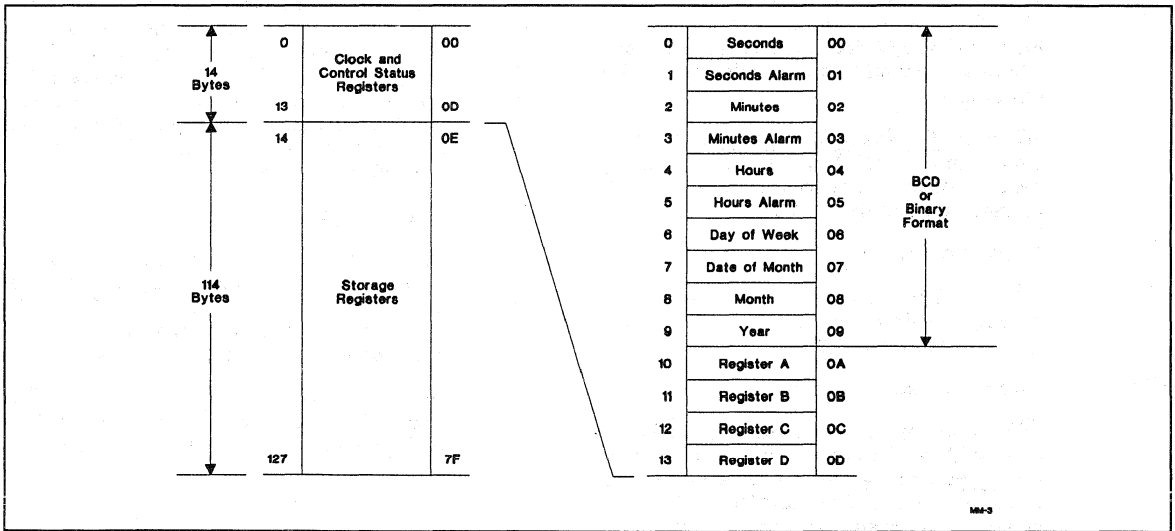 14
Bytes
0
Clock and
Control Status
Registers
00
13
0D
14
0E
114
Bytes
Storage
Registers
127
7F
0 Seconds 00
1 Seconds Alarm 01
2 Minutes 02
3 Minutes Alarm 03
4 Hours 04
5 Hours Alarm 05
6 Day of Week 06
7 Date of Month 07
8 Month 08
9 Year 09
10 Register A 0A
11 Register B 0B
12 Register C 0C
13 Register D 0D
BCD
or
Binary
Format
MM-3